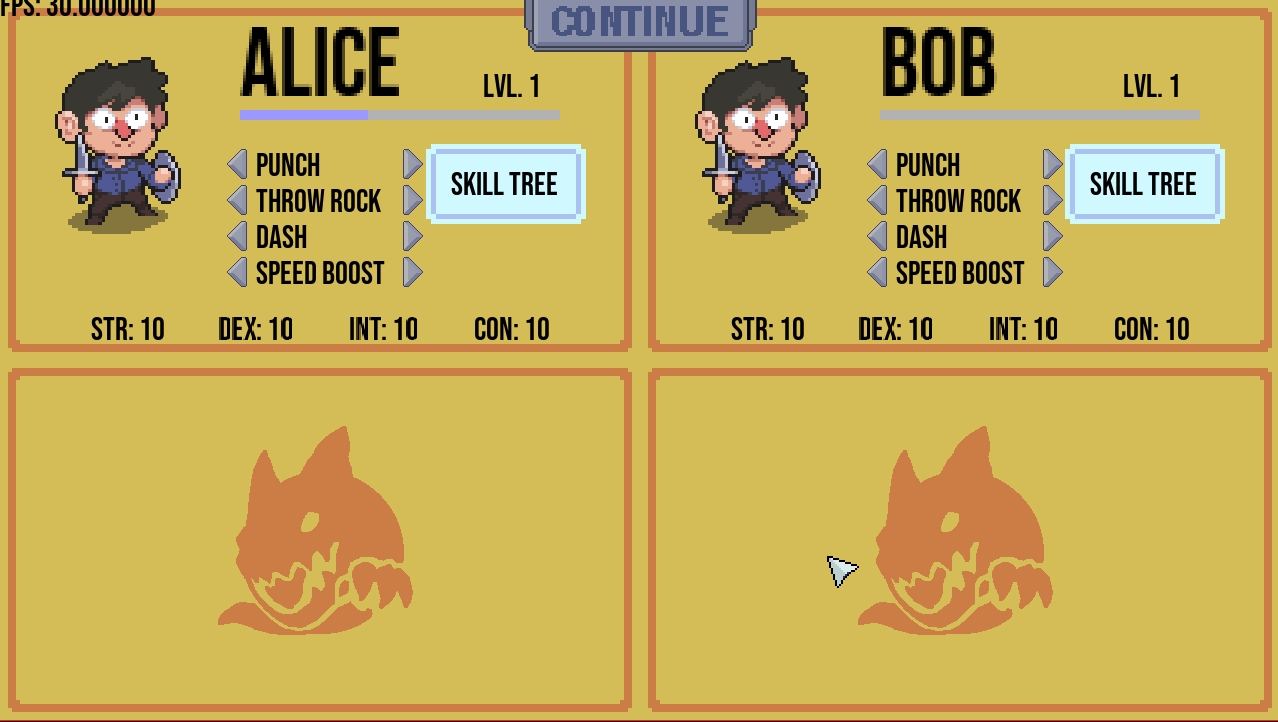 FPS: 30.000000
CONTINUE
ALICE
LVL. 1
PUNCH
THROW ROCK
DASH
SPEED BOOST
SKILL TREE
STR: 10 DEX: 10 INT: 10 CON: 10
BOB
LVL. 1
PUNCH
THROW ROCK
DASH
SPEED BOOST
SKILL TREE
STR: 10 DEX: 10 INT: 10 CON: 10